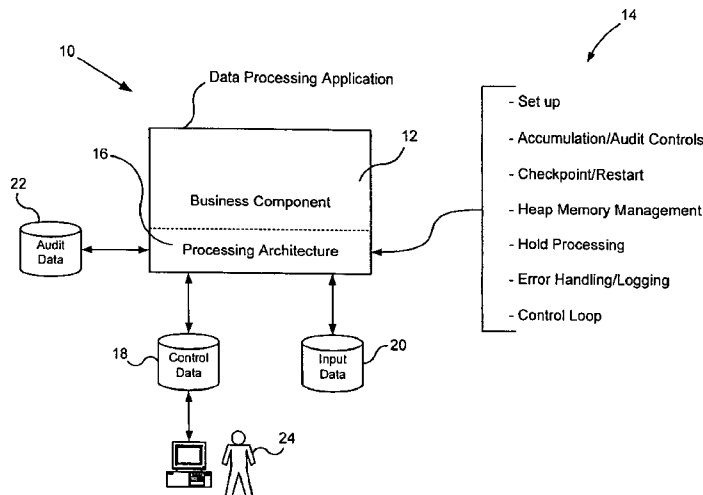 14
10
Data Processing Application
- Set up
12
- Accumulation/Audit Controls
16
- Checkpoint/Restart
22
Business Component
- Heap Memory Management
Audit
Data
Processing Architecture
- Hold Processing
- Error Handling/Logging
- Control Loop
18
Control
Data
Input
Data
20
24